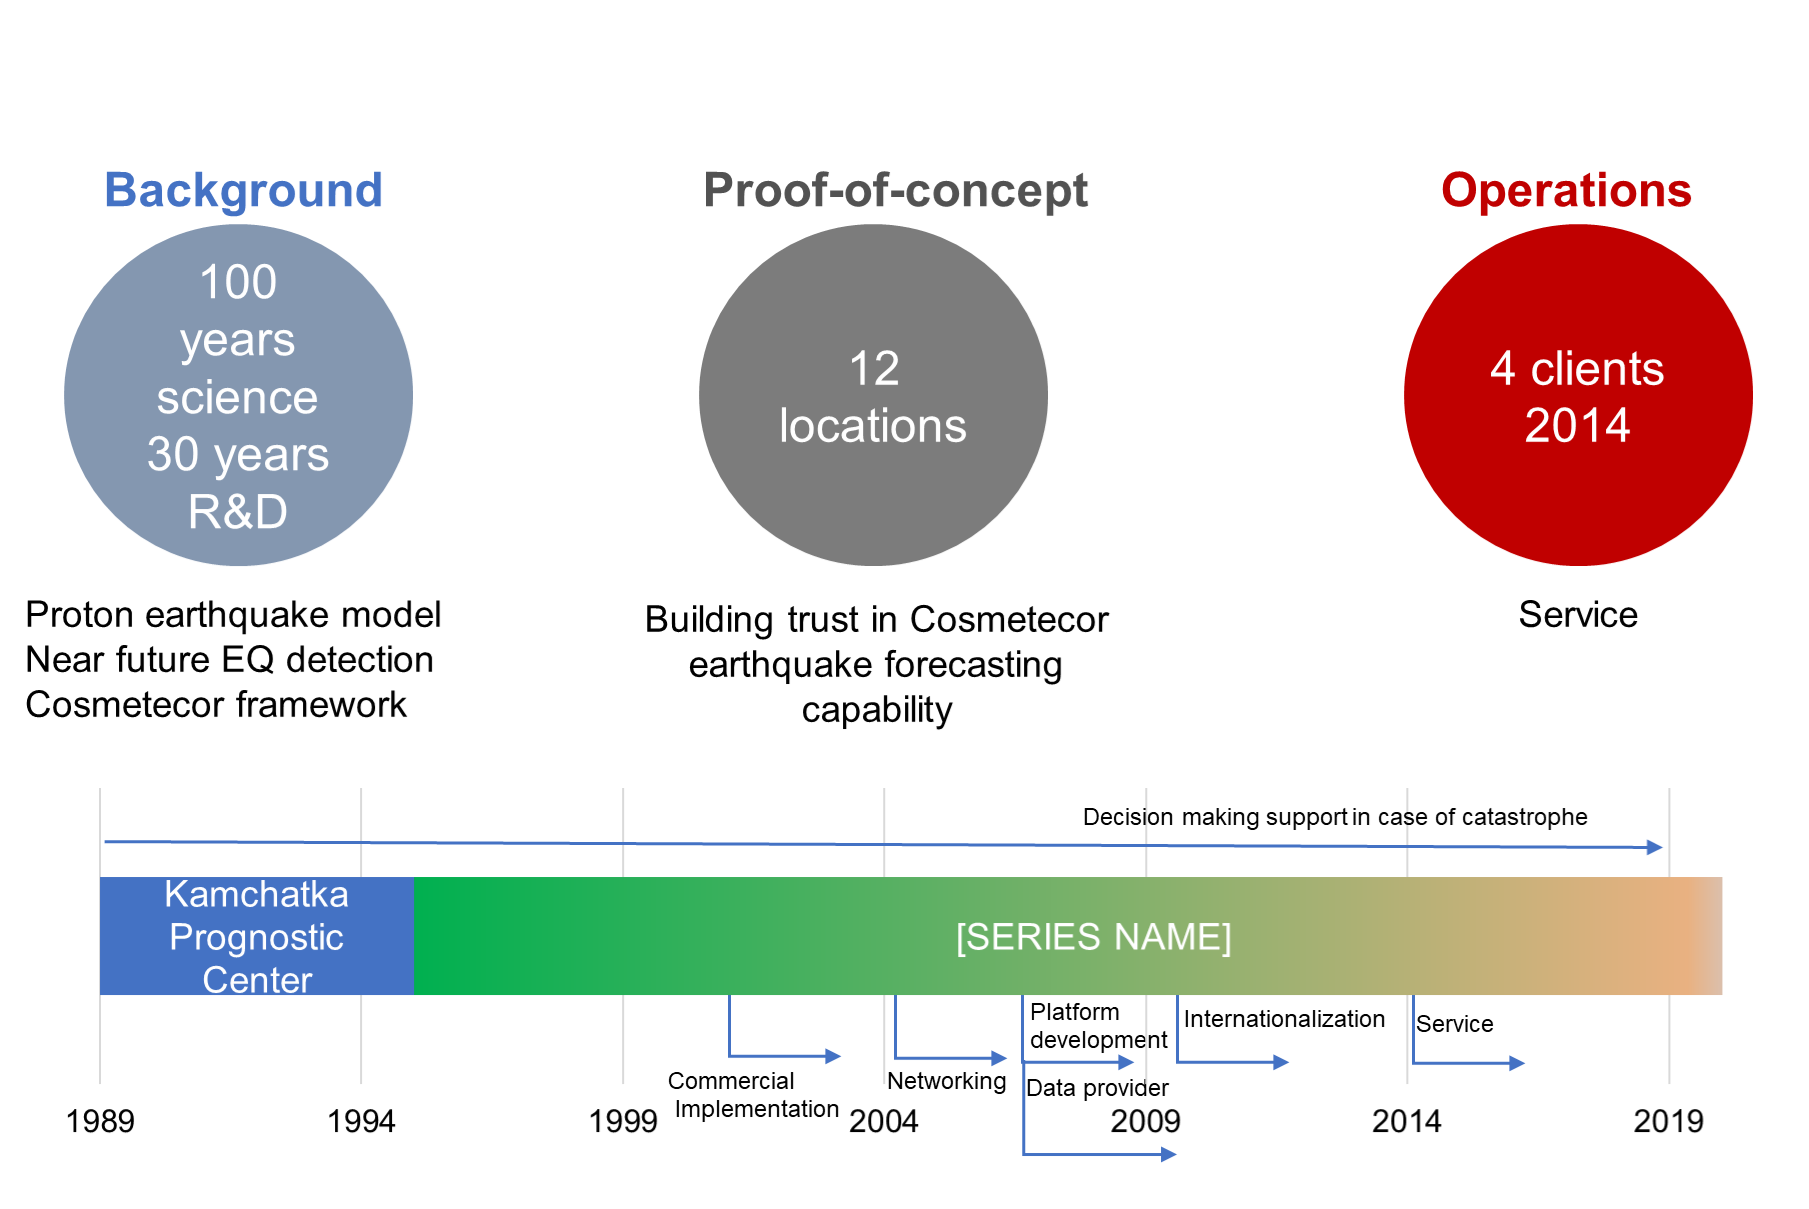 Background
100
years
science
30 years
R&D
Proton earthquake model
Near future EQ detection
Cosmetecor framework
Proof-of-concept
12
locations
Building trust in Cosmetecor
earthquake forecasting
capability
Operations
4 clients
2014
Service
Decision making support in case of catastrophe
Kamchatka
Prognostic
Center
[SERIES NAME]
Commercial
Implementation
Networking
Platform
development
Data provider
Internationalization
Service
1989
1994
1999
2004
2009
2014
2019